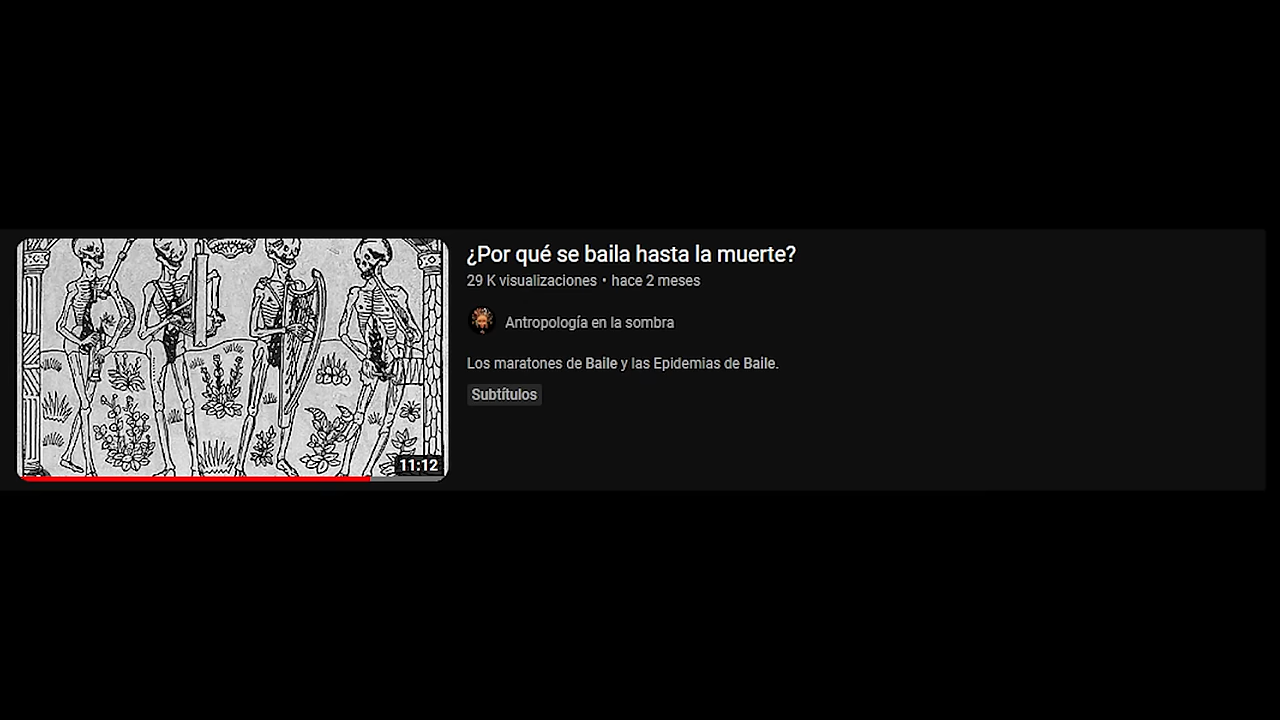 ¿Por qué se baila hasta la muerte?
29 K visualizaciones • hace 2 meses
Antropología en la sombra
Los maratones de Baile y las Epidemias de Baile.
Subtítulos
11:12